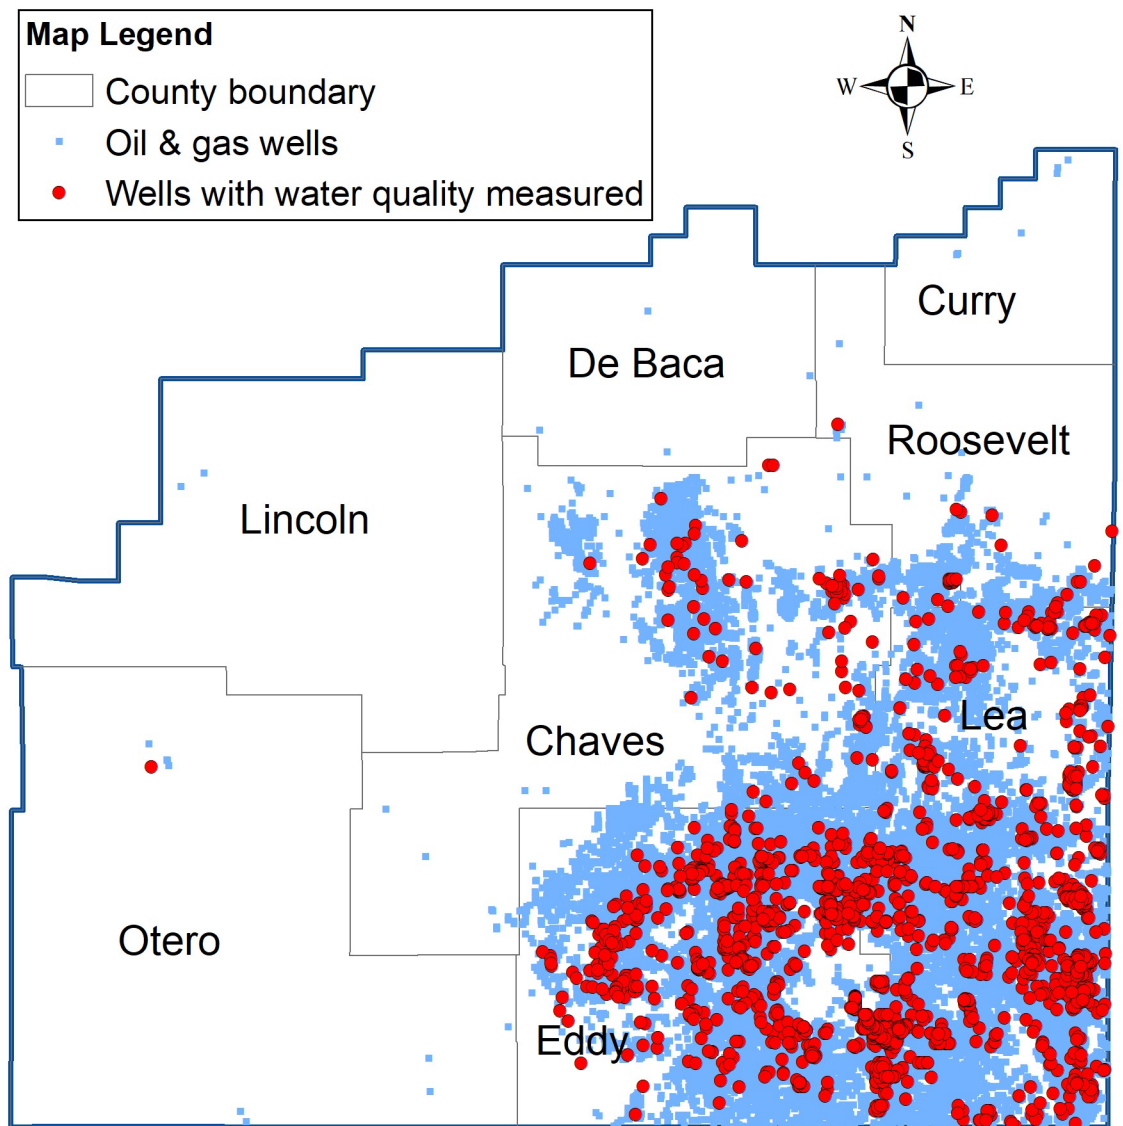 Map Legend
County boundary
Oil & gas wells
Wells with water quality measured
N
W
E
S
Curry
De Baca
Roosevelt
Lincoln
Lea
Chaves
Otero
Eddy